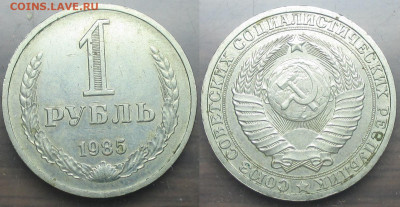 COINS.LAVE.RU
1
РУБЛЬ
1985
СОЮЗ СОВЕТСКИХ СОЦИАЛИСТИЧЕСКИХ РЕСПУБЛИК